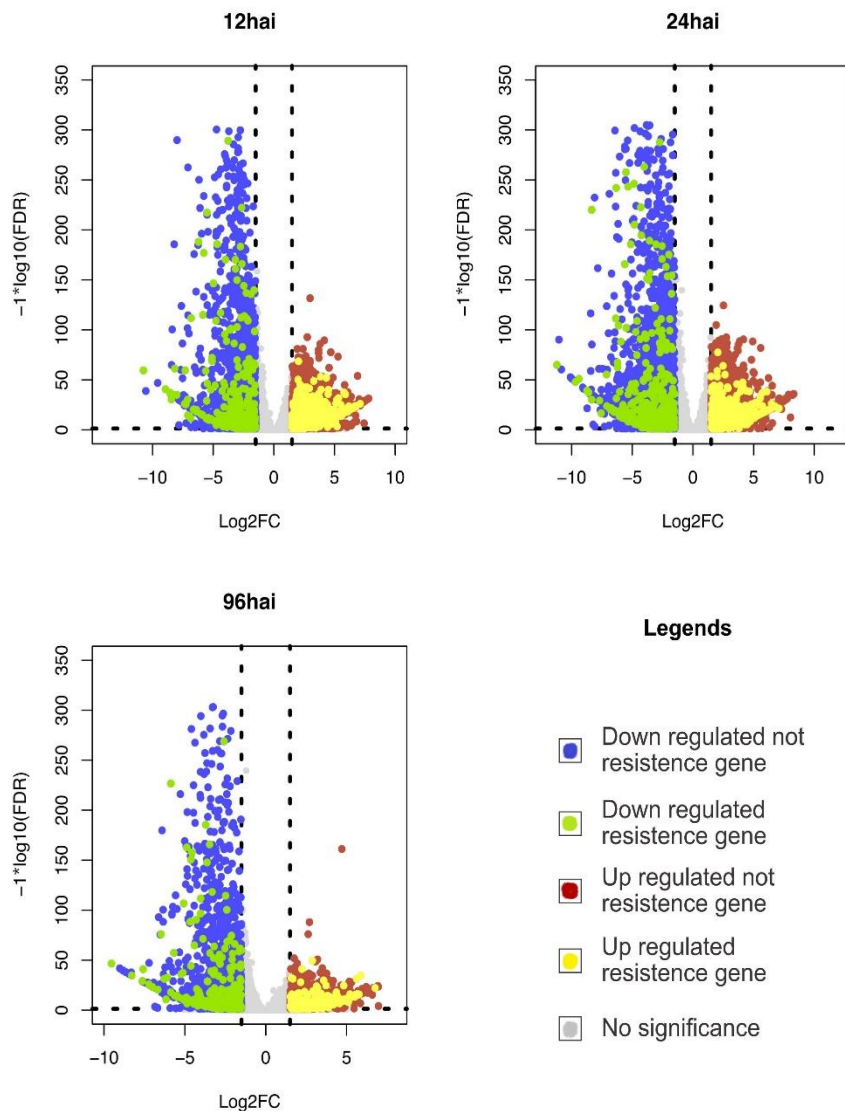 12hai
350
300
250
200
150
100
50
0
-1*log10(FDR)
−10 −5 0 5 10
Log2FC
24hai
350
300
250
200
150
100
50
0
-1*log10(FDR)
−10 −5 0 5 10
Log2FC
96hai
350
300
250
200
150
100
50
0
-1*log10(FDR)
−10 −5 0 5
Log2FC
Legends
Down regulated not
resistence gene
Down regulated
resistence gene
Up regulated not
resistence gene
Up regulated
resistence gene
No significance